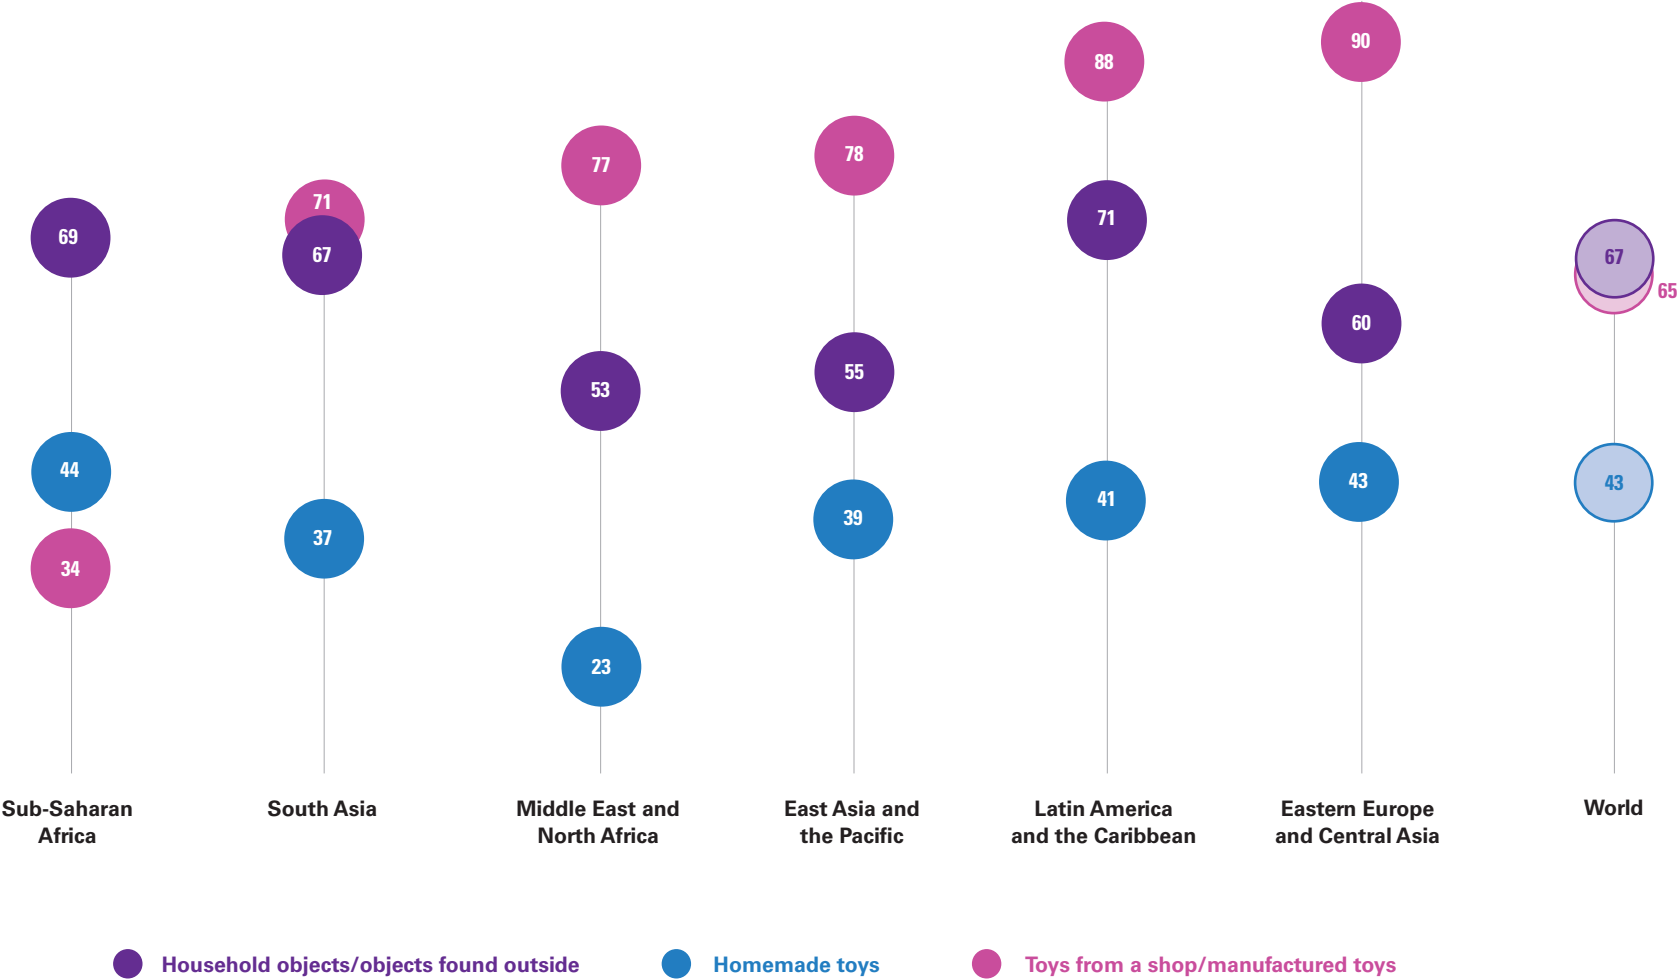 90
88
78
77
71
71
69
67
67
65
60
55
53
44
43
43
41
39
37
34
23
Sub-Saharan
Africa
South Asia
Middle East and
North Africa
East Asia and
the Pacific
Latin America
and the Caribbean
Eastern Europe
and Central Asia
World
Household objects/objects found outside
Homemade toys
Toys from a shop/manufactured toys